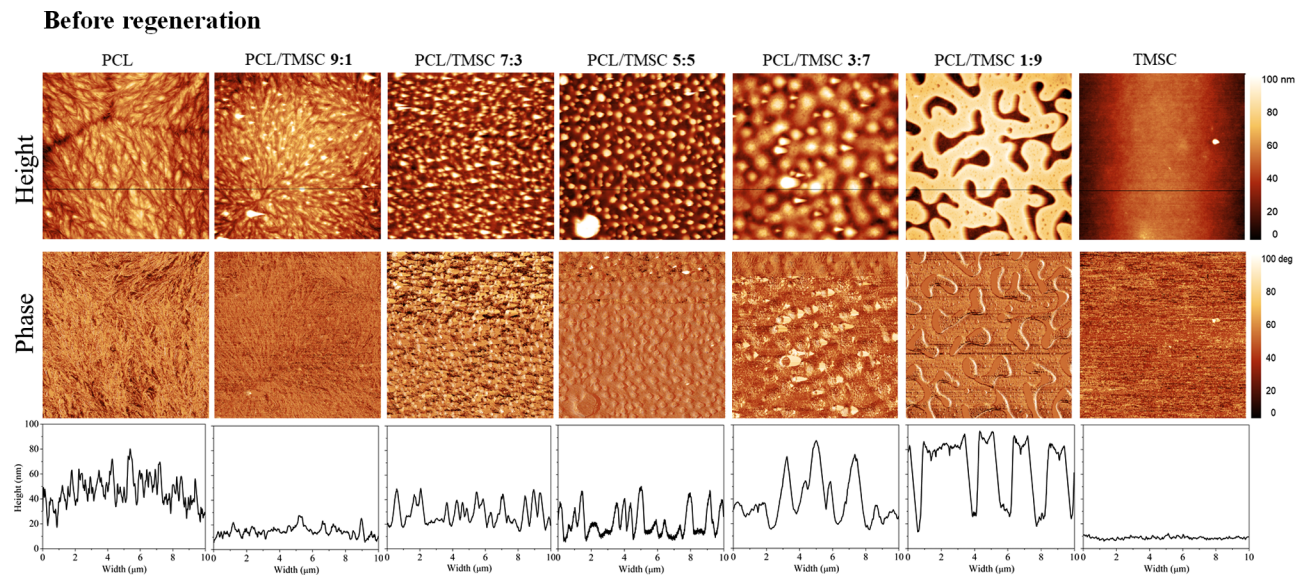 Before regeneration
PCL PCL/TMSC 9:1 PCL/TMSC 7:3 PCL/TMSC 5:5 PCL/TMSC 3:7 PCL/TMSC 1:9 TMSC
Height
100 nm
80
60
40
20
0
Phase
100 deg
80
60
40
20
0
Height (nm)
100
80
60
40
20
0
0 2 4 6 8 10 0 2 4 6 8 10 0 2 4 6 8 10 0 2 4 6 8 10 0 2 4 6 8 10 0 2 4 6 8 10 0 2 4 6 8 10
Width (μm) Width (μm) Width (μm) Width (μm) Width (μm) Width (μm) Width (μm)